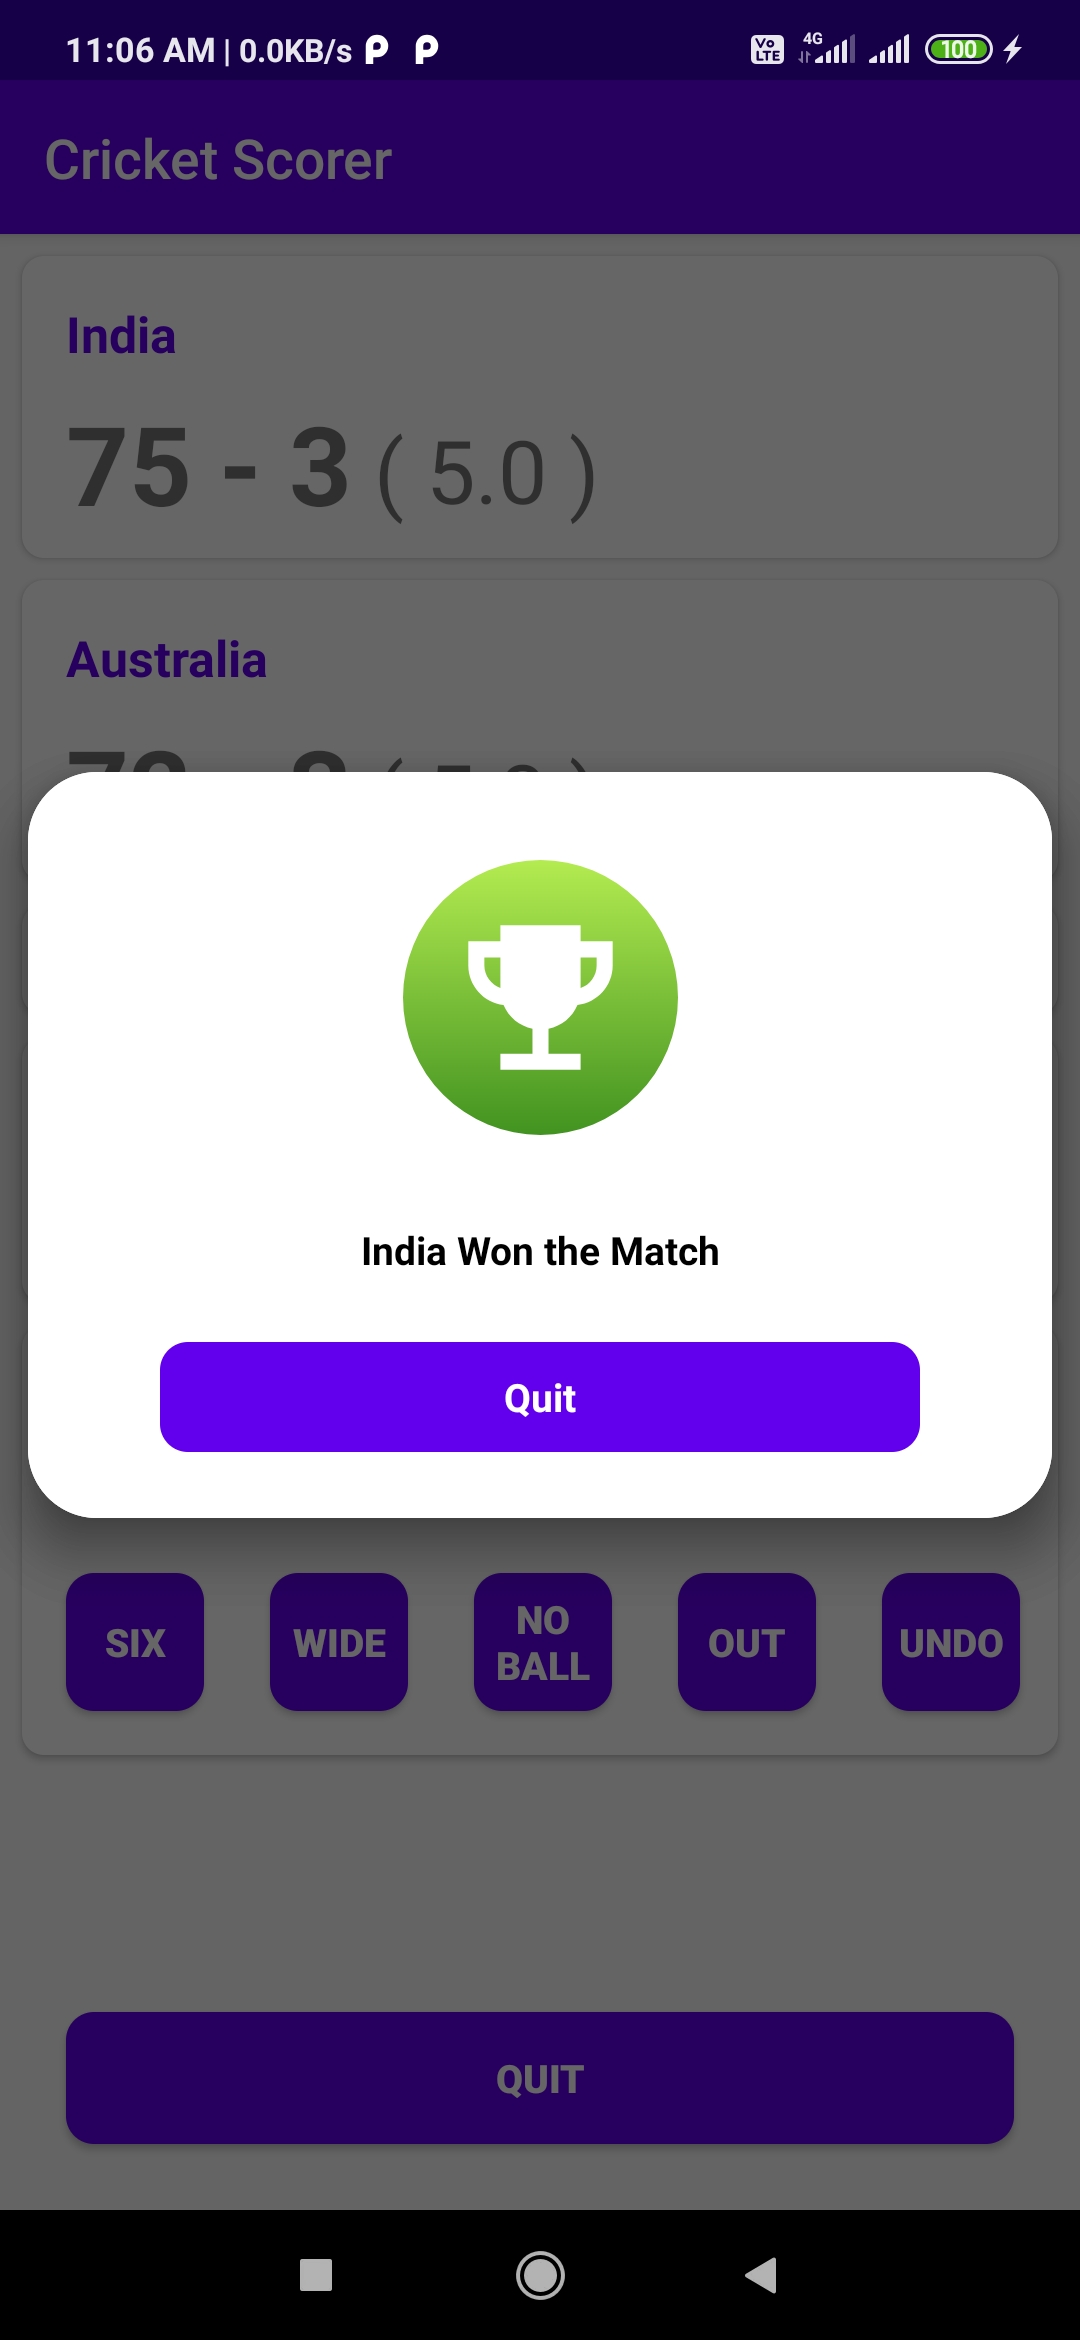 11:06 AM | 0.0KB/s
Vo LTE 4G 100
Cricket Scorer
India
75 - 3 ( 5.0 )
Australia
India Won the Match
Quit
SIX WIDE NO BALL OUT UNDO
QUIT